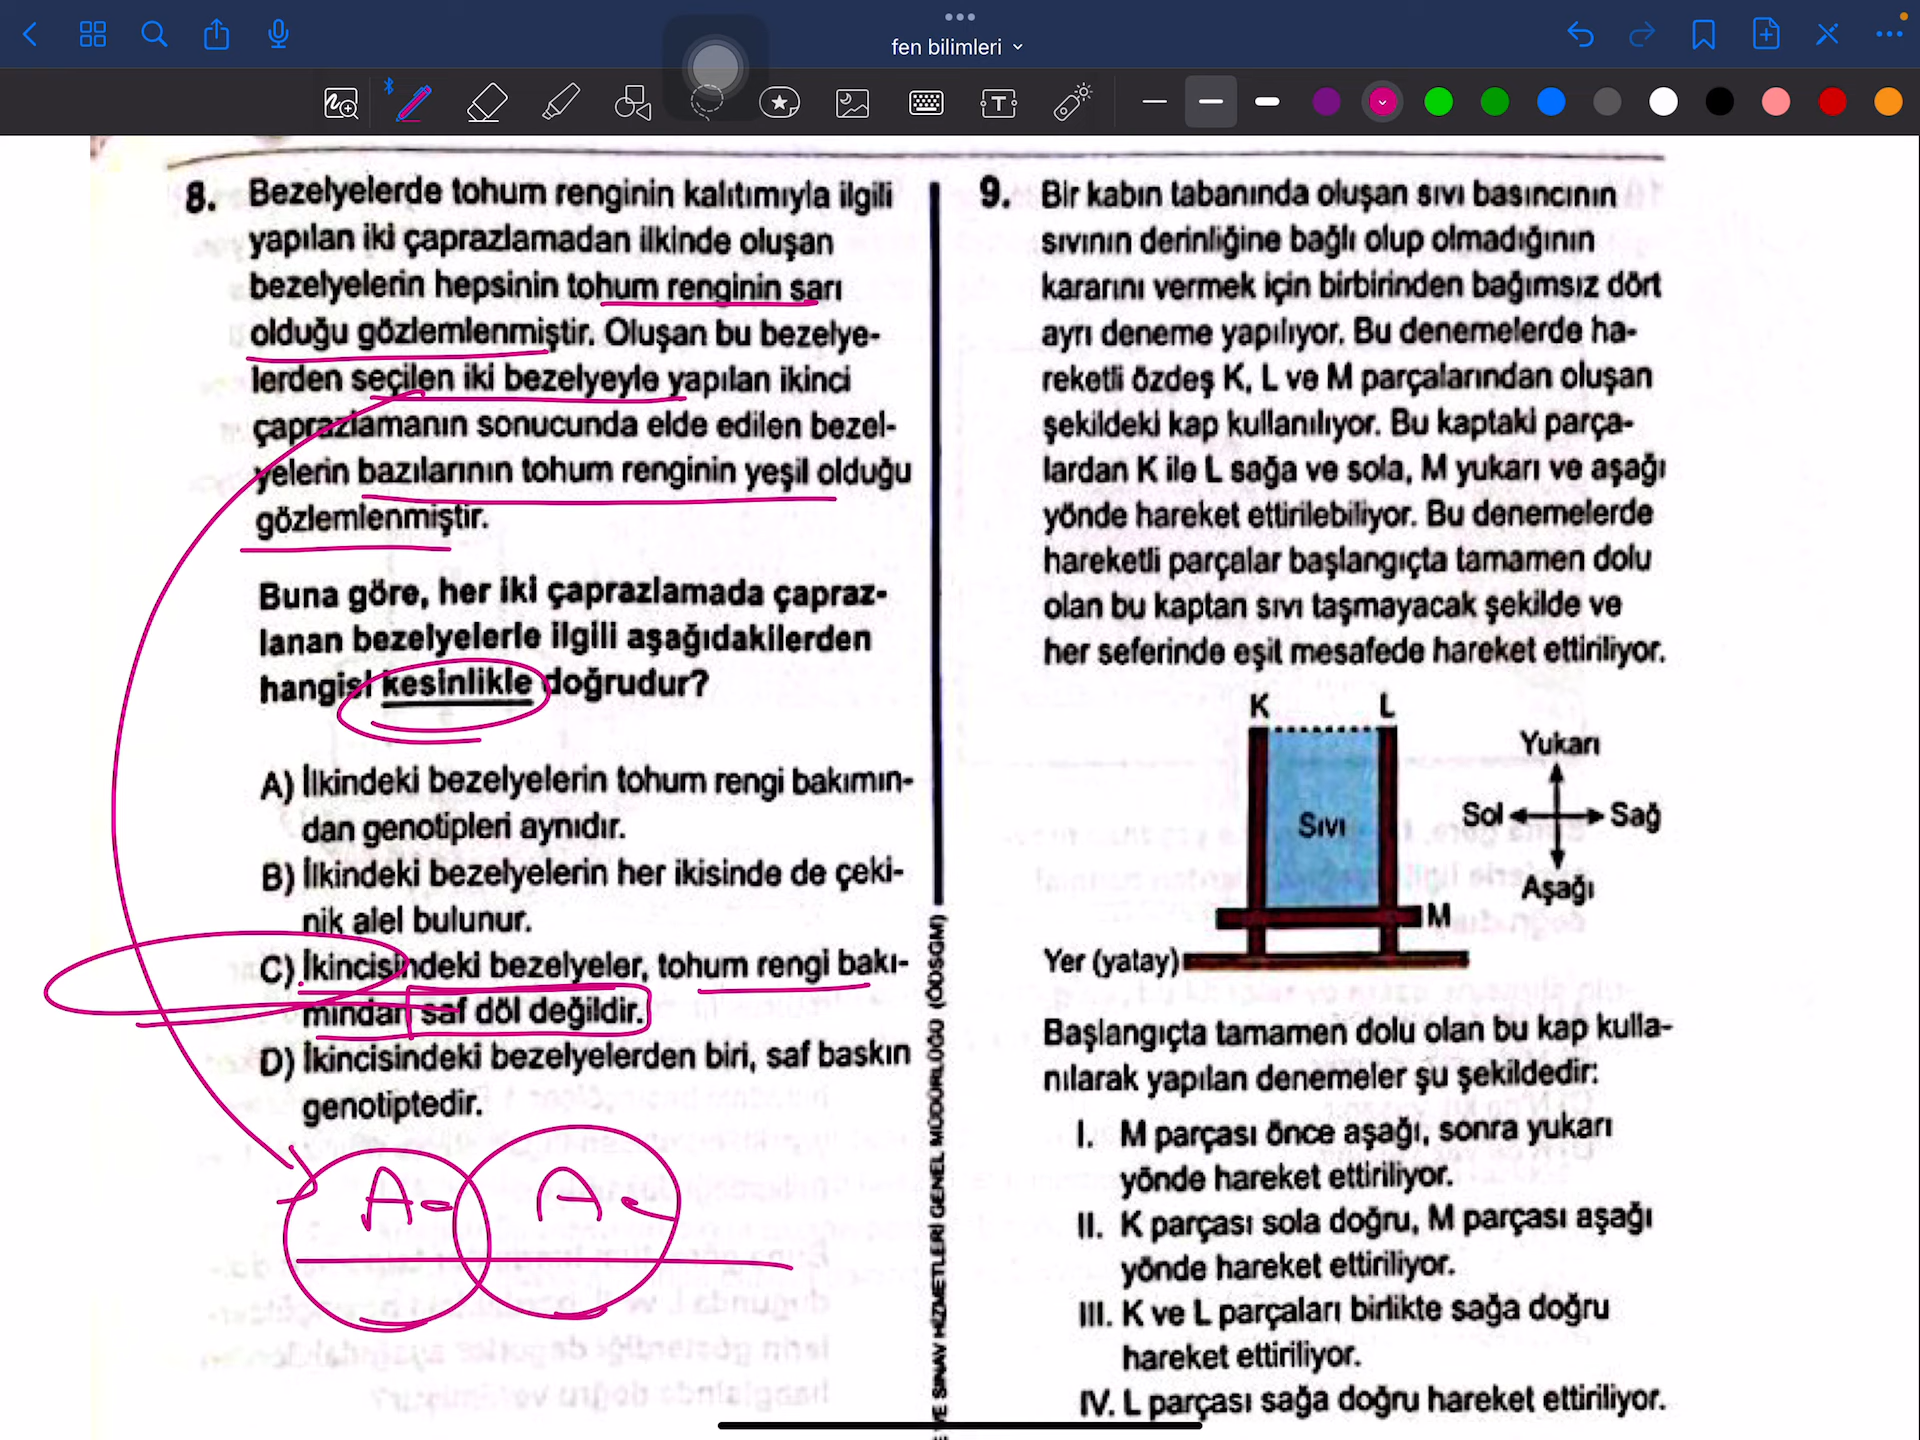 fen bilimleri
8. Bezelyelerde tohum renginin kalıtımıyla ilgili
yapılan iki çaprazlamadan ilkinde oluşan
bezelyelerin hepsinin tohum renginin sarı
olduğu gözlemlenmiştir. Oluşan bu bezelye-
lerden seçilen iki bezelyeyle yapılan ikinci
çaprazlamanın sonucunda elde edilen bezel-
yelerin bazılarının tohum renginin yeşil olduğu
gözlemlenmiştir.
Buna göre, her iki çaprazlamada çapraz-
lanan bezelyelerle ilgili aşağıdakilerden
hangisi kesinlikle doğrudur?
A) İlkindeki bezelyelerin tohum rengi bakımın-
dan genotipleri aynıdır.
B) İlkindeki bezelyelerin her ikisinde de çeki-
nik alel bulunur.
C) İkincisindeki bezelyeler, tohum rengi bakı-
mından saf döl değildir.
D) İkincisindeki bezelyelerden biri, saf baskın
genotiptedir.
A A
VE SINAV HİZMETLERİ GENEL MÜDÜRLÜĞÜ (ÖDSGM)
9. Bir kabın tabanında oluşan sıvı basıncının
sıvının derinliğine bağlı olup olmadığının
kararını vermek için birbirinden bağımsız dört
ayrı deneme yapılıyor. Bu denemelerde ha-
reketli özdeş K, L ve M parçalarından oluşan
şekildeki kap kullanılıyor. Bu kaptaki parça-
lardan K ile L sağa ve sola, M yukarı ve aşağı
yönde hareket ettirilebiliyor. Bu denemelerde
hareketli parçalar başlangıçta tamamen dolu
olan bu kaptan sıvı taşmayacak şekilde ve
her seferinde eşit mesafede hareket ettiriliyor.
K L
Yukarı
Sıvı
Sol Sağ
Aşağı
M
Yer (yatay)
Başlangıçta tamamen dolu olan bu kap kulla-
nılarak yapılan denemeler şu şekildedir:
I. M parçası önce aşağı, sonra yukarı
yönde hareket ettiriliyor.
II. K parçası sola doğru, M parçası aşağı
yönde hareket ettiriliyor.
III. K ve L parçaları birlikte sağa doğru
hareket ettiriliyor.
IV. L parçası sağa doğru hareket ettiriliyor.